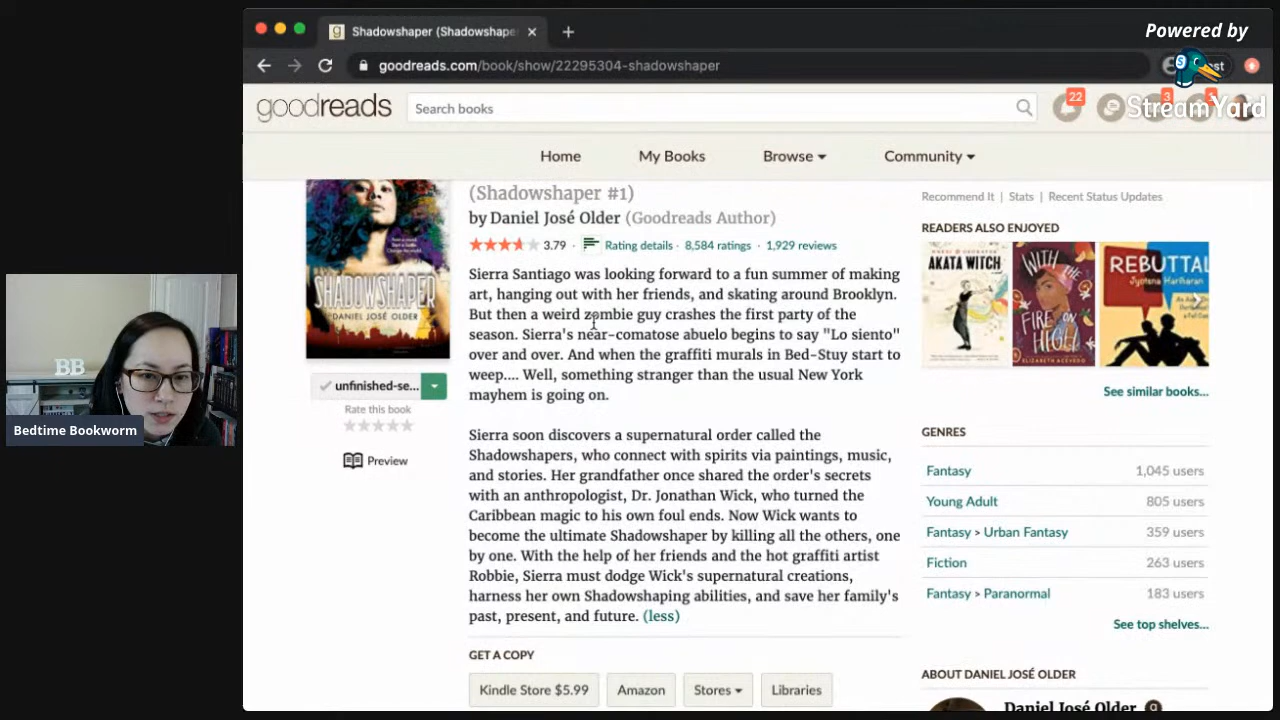 Powered by
StreamYard
Shadowshaper (Shadowshape
goodreads.com/book/show/22295304-shadowshaper
goodreads
Search books
22
3
Home
My Books
Browse
Community
(Shadowshaper #1)
by Daniel José Older (Goodreads Author)
3.79 · Rating details · 8,584 ratings · 1,929 reviews
Sierra Santiago was looking forward to a fun summer of making
art, hanging out with her friends, and skating around Brooklyn.
But then a weird zombie guy crashes the first party of the
season. Sierra's near-comatose abuelo begins to say "Lo siento"
over and over. And when the graffiti murals in Bed-Stuy start to
weep.... Well, something stranger than the usual New York
mayhem is going on.
Sierra soon discovers a supernatural order called the
Shadowshapers, who connect with spirits via paintings, music,
and stories. Her grandfather once shared the order's secrets
with an anthropologist, Dr. Jonathan Wick, who turned the
Caribbean magic to his own foul ends. Now Wick wants to
become the ultimate Shadowshaper by killing all the others, one
by one. With the help of her friends and the hot graffiti artist
Robbie, Sierra must dodge Wick's supernatural creations,
harness her own Shadowshaping abilities, and save her family's
past, present, and future. (less)
GET A COPY
Kindle Store $5.99
Amazon
Stores
Libraries
SHADOWSHAPER
DANIEL JOSÉ OLDER
unfinished-se...
Rate this book
Preview
Recommend It | Stats | Recent Status Updates
READERS ALSO ENJOYED
AKATA WITCH
WITH THE
FIRE ON
HIGH
ELIZABETH ACEVEDO
REBUTTAL
Jyotsna Hariharan
See similar books...
GENRES
Fantasy 1,045 users
Young Adult 805 users
Fantasy > Urban Fantasy 359 users
Fiction 263 users
Fantasy > Paranormal 183 users
See top shelves...
ABOUT DANIEL JOSÉ OLDER
Daniel José Older
BB
Bedtime Bookworm